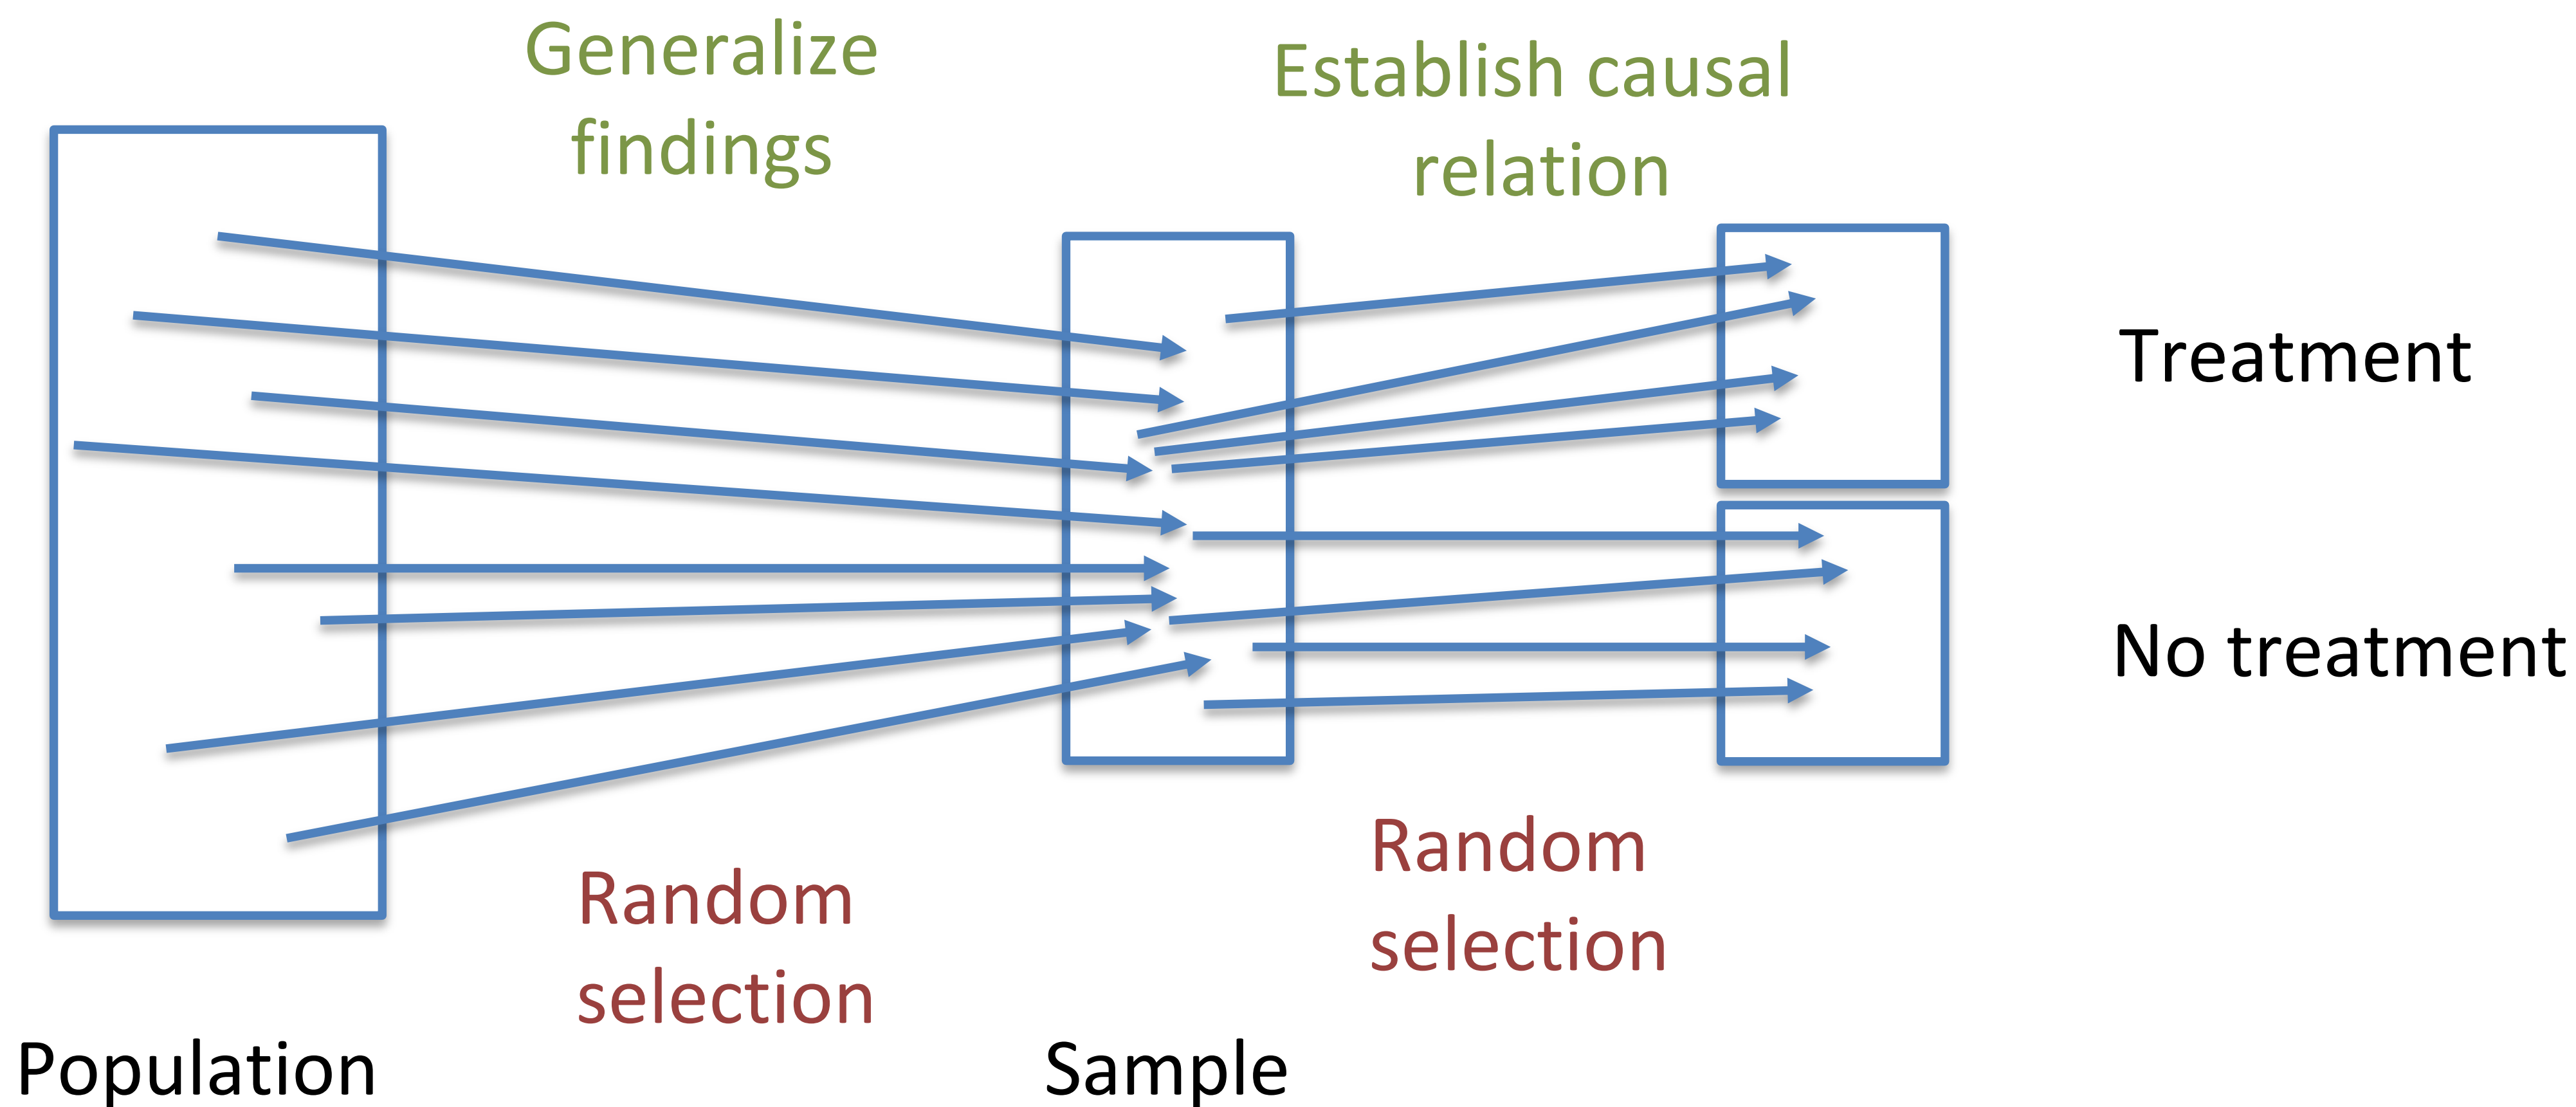 Generalize
findings
Establish causal
relation
Treatment
No treatment
Random
selection
Random
selection
Population
Sample